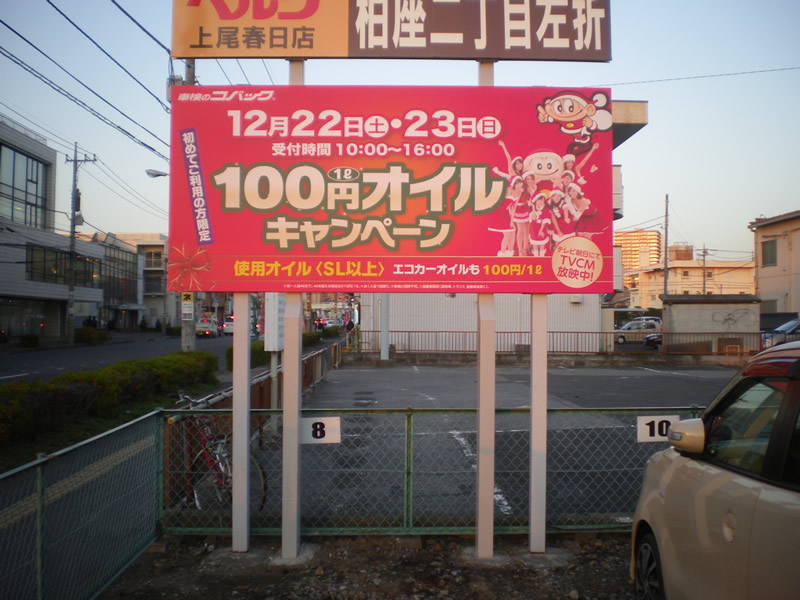 ベルノ
上尾春日店
柏座二丁目左折
車検のコバック
12月22日土・23日日
受付時間 10:00〜16:00
初めてご利用の方限定
1ℓ
100円オイル
キャンペーン
使用オイル〈SL以上〉 エコカーオイルも 100円/1ℓ
テレビ朝日にて
TVCM
放映中!
8
10